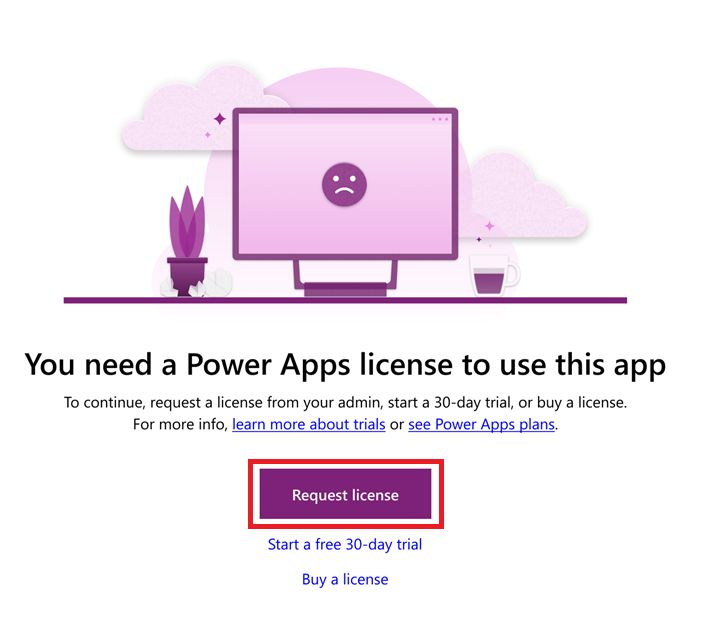 You need a Power Apps license to use this app
To continue, request a license from your admin, start a 30-day trial, or buy a license.
For more info, learn more about trials or see Power Apps plans.
Request license
Start a free 30-day trial
Buy a license